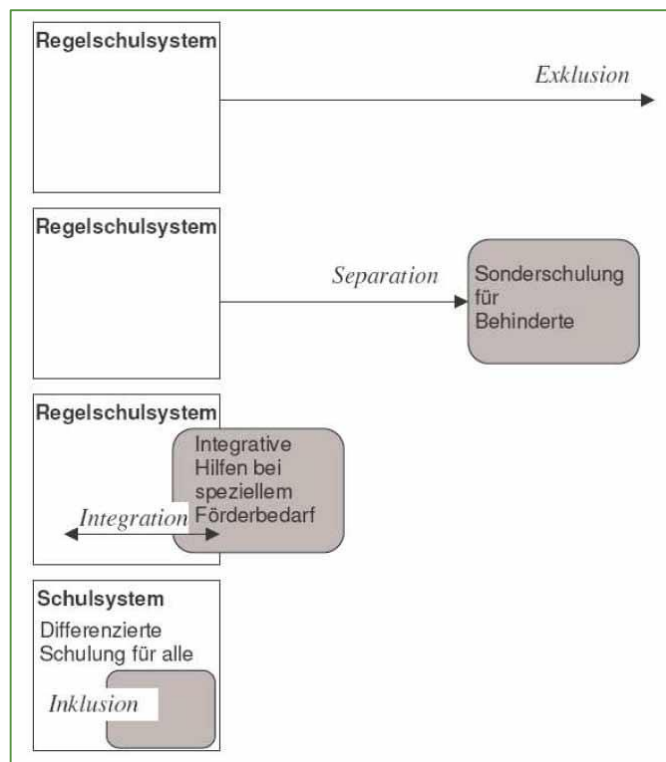 Regelschulsystem
Exklusion
Regelschulsystem
Separation
Sonderschulung
für
Behinderte
Regelschulsystem
Integrative
Hilfen bei
speziellem
Förderbedarf
Integration
Schulsystem
Differenzierte
Schulung für alle
Inklusion